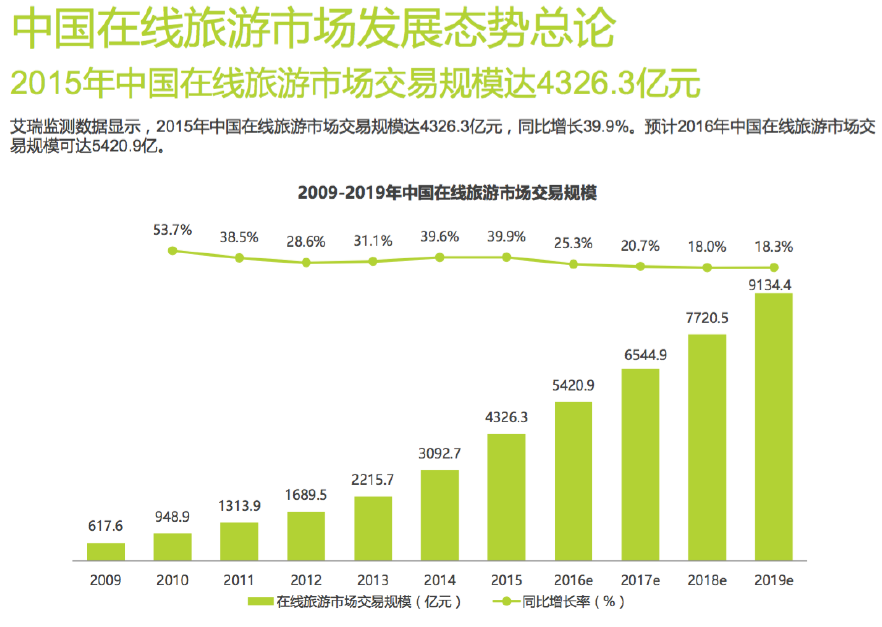 中国在线旅游市场发展态势总论
2015年中国在线旅游市场交易规模达4326.3亿元
艾瑞监测数据显示，2015年中国在线旅游市场交易规模达4326.3亿元，同比增长39.9%。预计2016年中国在线旅游市场交
易规模可达5420.9亿。
2009-2019年中国在线旅游市场交易规模
53.7% 38.5% 28.6% 31.1% 39.6% 39.9% 25.3% 20.7% 18.0% 18.3%
9134.4
7720.5
6544.9
5420.9
4326.3
3092.7
2215.7
1689.5
1313.9
948.9
617.6
2009 2010 2011 2012 2013 2014 2015 2016e 2017e 2018e 2019e
在线旅游市场交易规模（亿元） 同比增长率（%）